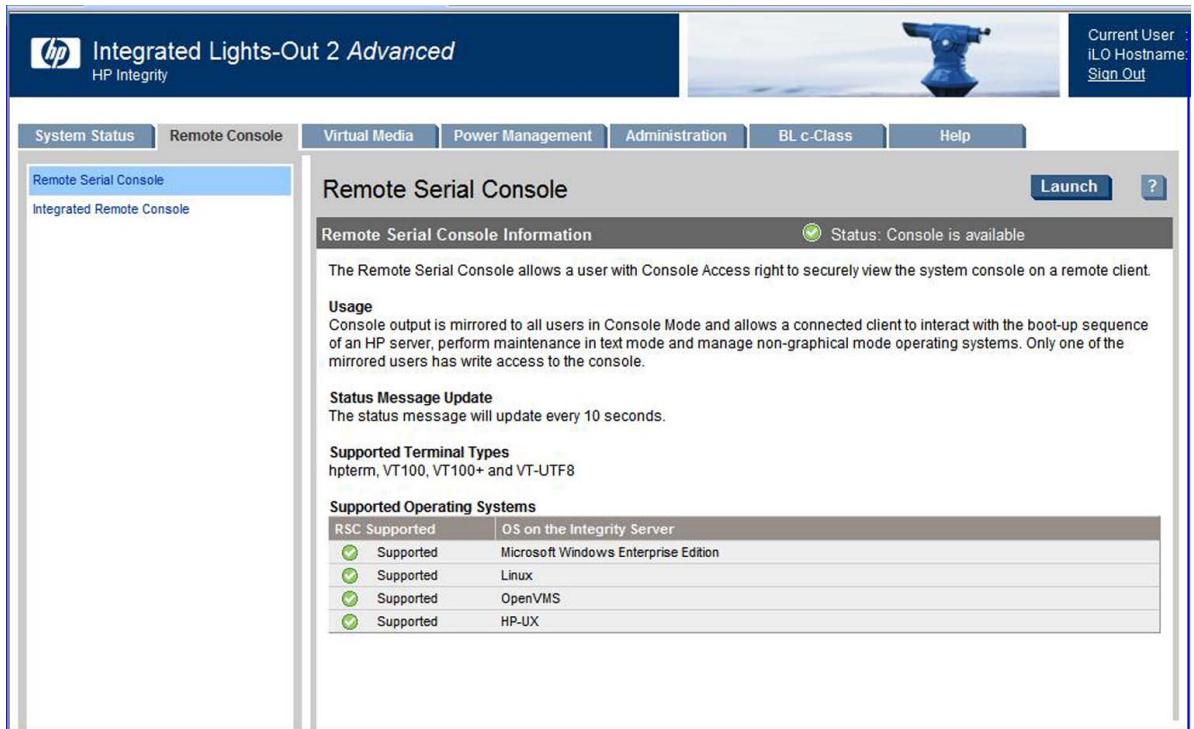 hp
Integrated Lights-Out 2 Advanced
HP Integrity
Current User :
iLO Hostname:
Sign Out
System Status
Remote Console
Virtual Media
Power Management
Administration
BL c-Class
Help
Remote Serial Console
Integrated Remote Console
Remote Serial Console
Launch
?
Remote Serial Console Information
Status: Console is available
The Remote Serial Console allows a user with Console Access right to securely view the system console on a remote client.
Usage
Console output is mirrored to all users in Console Mode and allows a connected client to interact with the boot-up sequence
of an HP server, perform maintenance in text mode and manage non-graphical mode operating systems. Only one of the
mirrored users has write access to the console.
Status Message Update
The status message will update every 10 seconds.
Supported Terminal Types
hpterm, VT100, VT100+ and VT-UTF8
Supported Operating Systems
RSC Supported OS on the Integrity Server
Supported Microsoft Windows Enterprise Edition
Supported Linux
Supported OpenVMS
Supported HP-UX